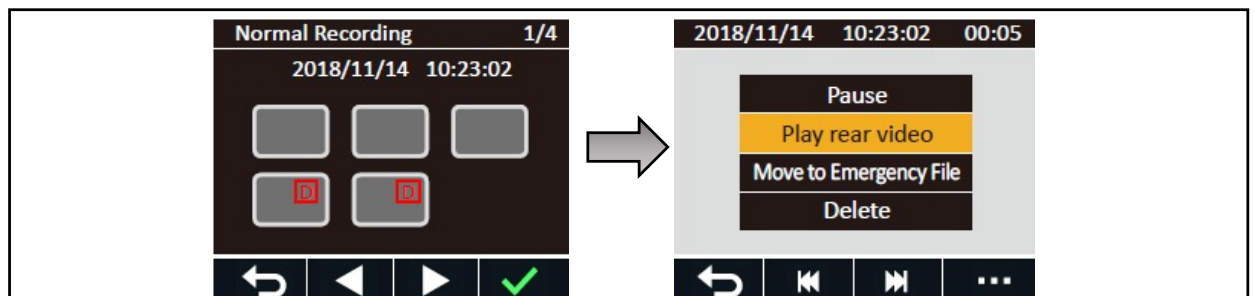 Normal Recording 1/4
2018/11/14 10:23:02
D D
2018/11/14 10:23:02 00:05
Pause
Play rear video
Move to Emergency File
Delete